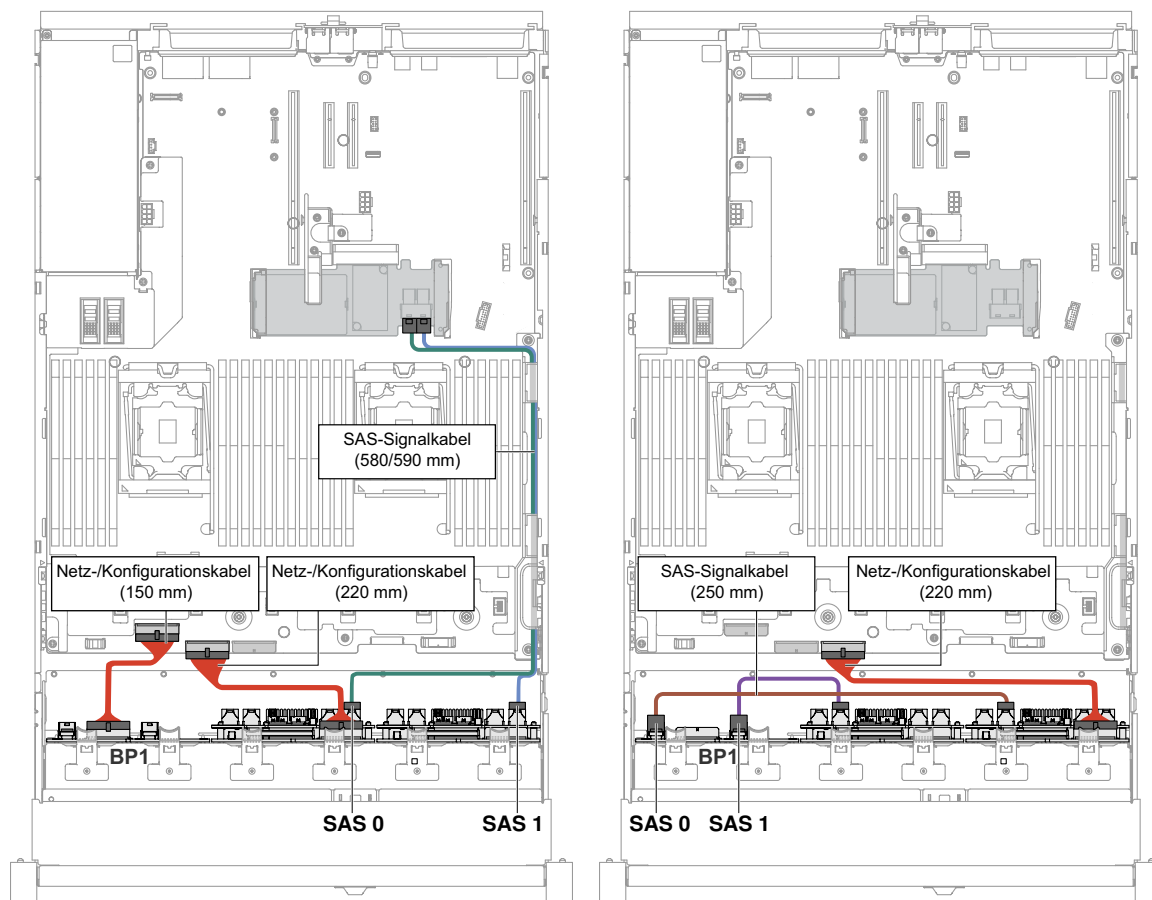 SAS-Signalkabel
(580/590 mm)
Netz-/Konfigurationskabel
(150 mm)
Netz-/Konfigurationskabel
(220 mm)
BP1
SAS 0
SAS 1
SAS-Signalkabel
(250 mm)
Netz-/Konfigurationskabel
(220 mm)
BP1
SAS 0
SAS 1